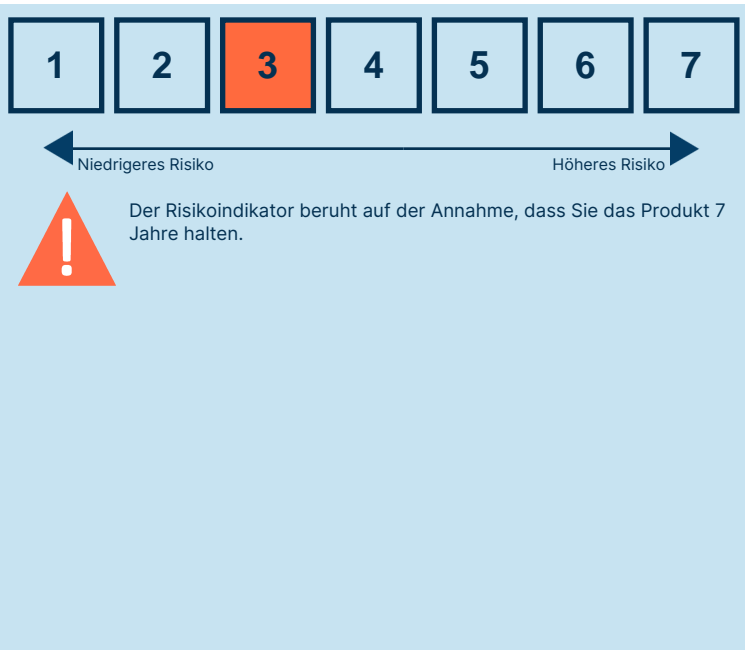 1 2 3 4 5 6 7
Niedrigeres Risiko Höheres Risiko
!
Der Risikoindikator beruht auf der Annahme, dass Sie das Produkt 7
Jahre halten.